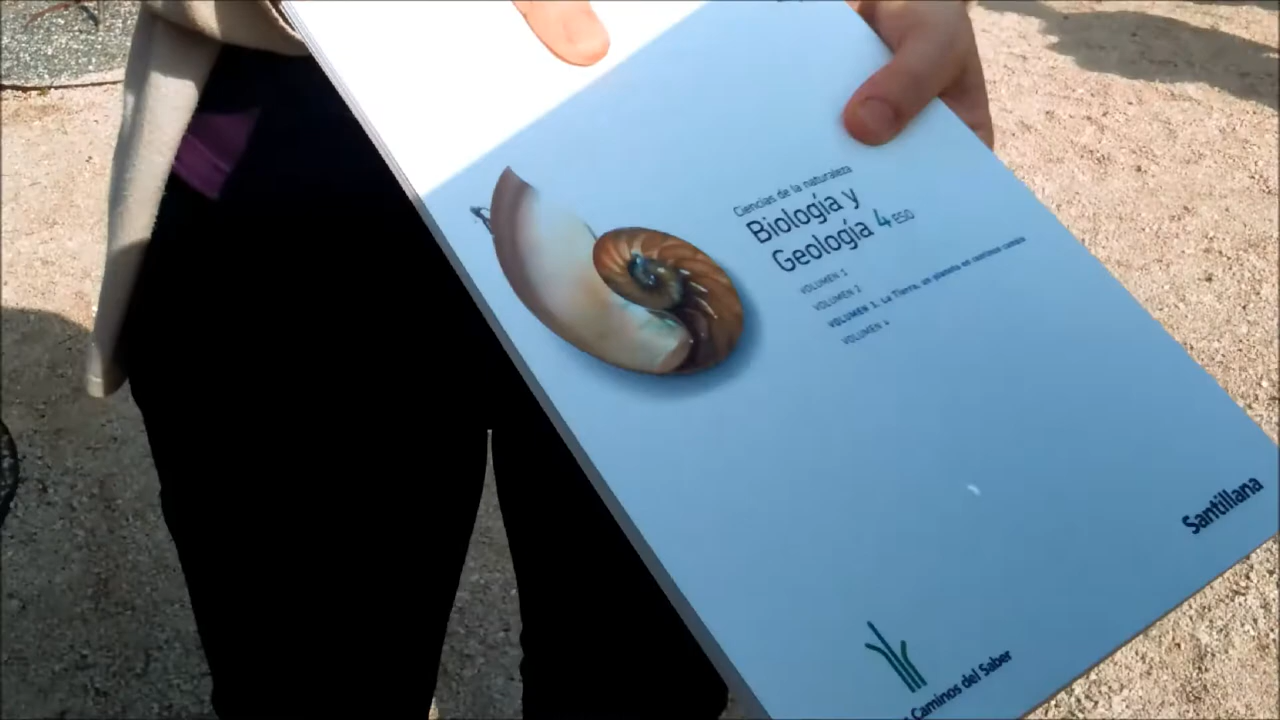 Ciencias de la naturaleza
Biología y
Geología 4 ESO
VOLUMEN 1
VOLUMEN 2
VOLUMEN 3. La Tierra, un planeta en continuo cambio
VOLUMEN 4
Santillana
Caminos del Saber